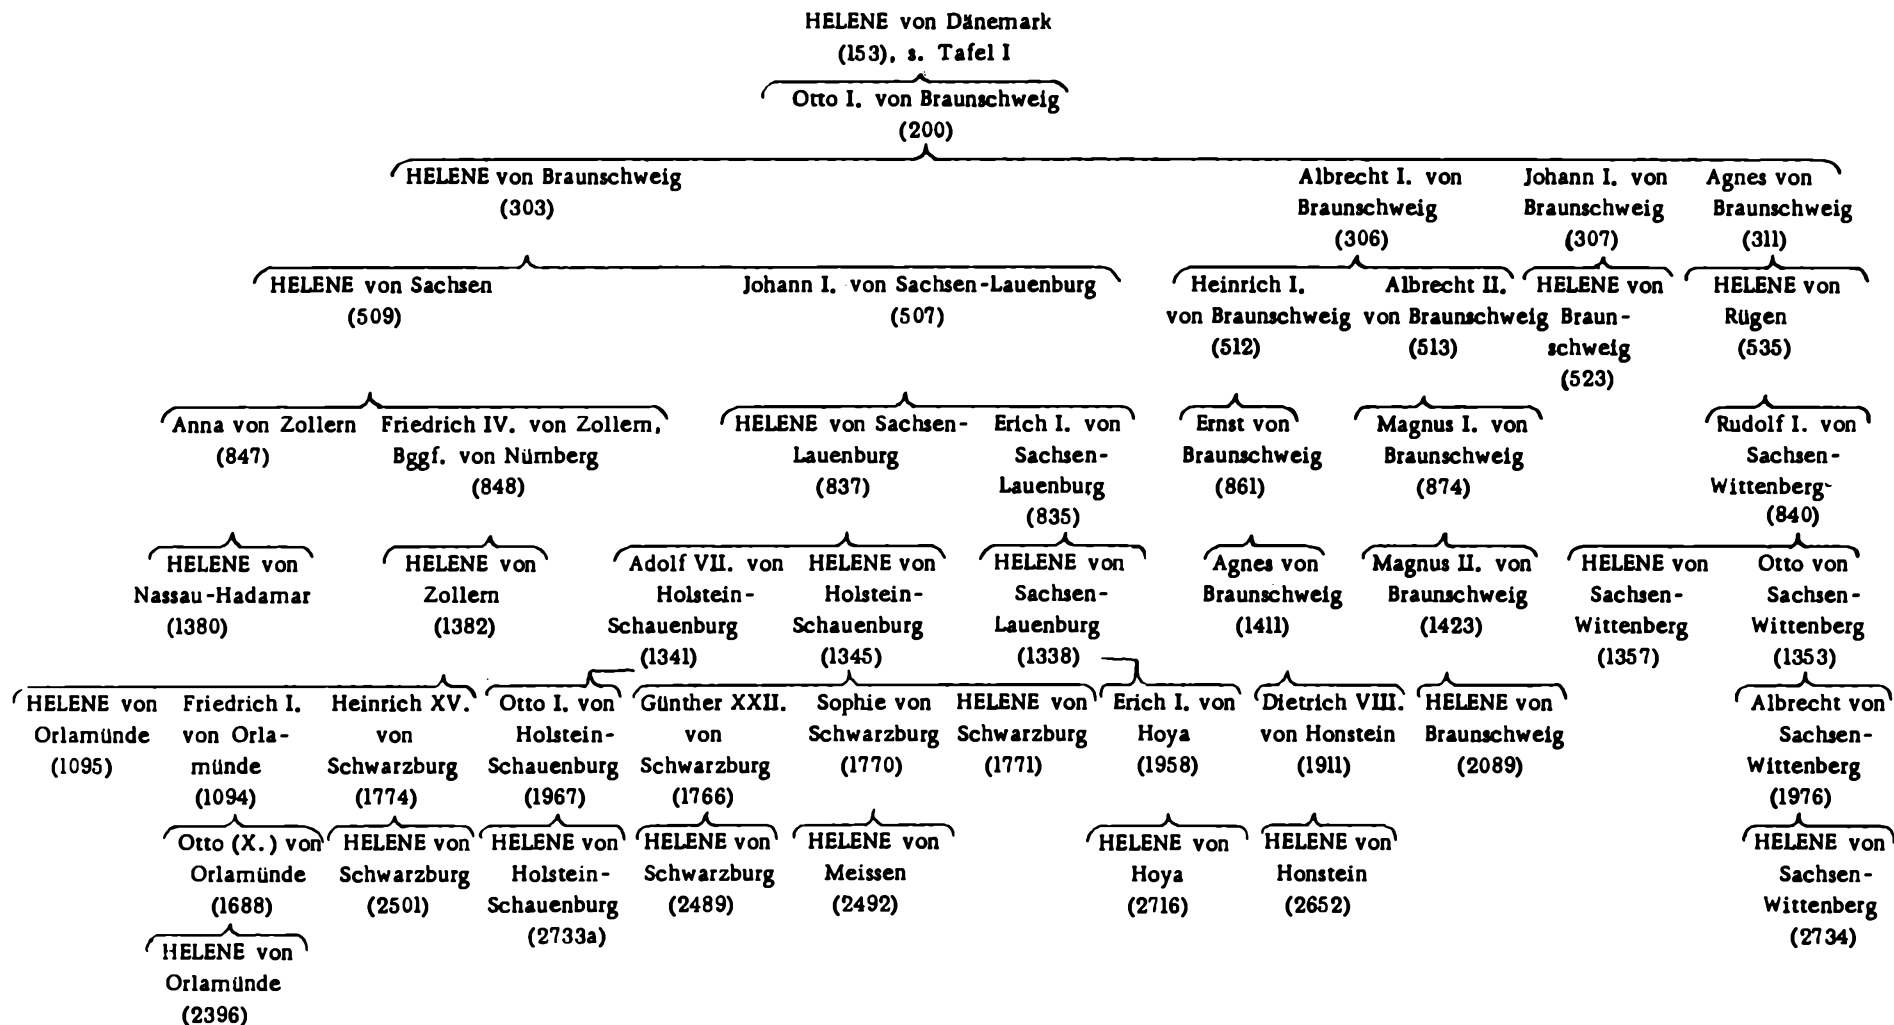 HELENE von Dänemark
(153), s. Tafel I
Otto I. von Braunschweig
(200)
HELENE von Braunschweig
(303)
Albrecht I. von
Braunschweig
(306)
Johann I. von
Braunschweig
(307)
Agnes von
Braunschweig
(311)
HELENE von Sachsen
(509)
Johann I. von Sachsen-Lauenburg
(507)
Heinrich I.
von Braunschweig
(512)
Albrecht II.
von Braunschweig
(513)
HELENE von
Braun-
schweig
(523)
HELENE von
Rügen
(535)
Anna von Zollern
(847)
Friedrich IV. von Zollern,
Bggf. von Nürnberg
(848)
HELENE von Sachsen-
Lauenburg
(837)
Erich I. von
Sachsen-
Lauenburg
(835)
Ernst von
Braunschweig
(861)
Magnus I. von
Braunschweig
(874)
Rudolf I. von
Sachsen-
Wittenberg
(840)
HELENE von
Nassau-Hadamar
(1380)
HELENE von
Zollern
(1382)
Adolf VII. von
Holstein-
Schauenburg
(1341)
HELENE von
Holstein-
Schauenburg
(1345)
HELENE von
Sachsen-
Lauenburg
(1338)
Agnes von
Braunschweig
(1411)
Magnus II. von
Braunschweig
(1423)
HELENE von
Sachsen-
Wittenberg
(1357)
Otto von
Sachsen-
Wittenberg
(1353)
HELENE von
Orlamünde
(1095)
Friedrich I.
von Orla-
münde
(1094)
Heinrich XV.
von
Schwarzburg
(1774)
Otto I. von
Holstein-
Schauenburg
(1967)
Günther XXII.
von
Schwarzburg
(1766)
Sophie von
Schwarzburg
(1770)
HELENE von
Schwarzburg
(1771)
Erich I. von
Hoya
(1958)
Dietrich VIII.
von Honstein
(1911)
HELENE von
Braunschweig
(2089)
Albrecht von
Sachsen-
Wittenberg
(1976)
Otto (X.) von
Orlamünde
(1688)
HELENE von
Schwarzburg
(2501)
HELENE von
Holstein-
Schauenburg
(2733a)
HELENE von
Schwarzburg
(2489)
HELENE von
Meissen
(2492)
HELENE von
Hoya
(2716)
HELENE von
Honstein
(2652)
HELENE von
Sachsen-
Wittenberg
(2734)
HELENE von
Orlamünde
(2396)